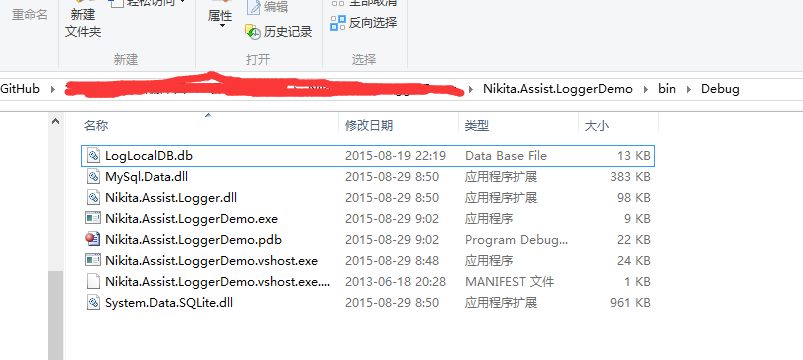 重命名
新建
文件夹
轻松访问
新建
属性
编辑
历史记录
打开
全部取消
反向选择
选择
GitHub
Nikita.Assist.LoggerDemo
bin
Debug
名称 修改日期 类型 大小
LogLocalDB.db 2015-08-19 22:19 Data Base File 13 KB
MySql.Data.dll 2015-08-29 8:50 应用程序扩展 383 KB
Nikita.Assist.Logger.dll 2015-08-29 8:50 应用程序扩展 98 KB
Nikita.Assist.LoggerDemo.exe 2015-08-29 9:02 应用程序 9 KB
Nikita.Assist.LoggerDemo.pdb 2015-08-29 9:02 Program Debug... 22 KB
Nikita.Assist.LoggerDemo.vshost.exe 2015-08-29 8:48 应用程序 24 KB
Nikita.Assist.LoggerDemo.vshost.exe.... 2013-06-18 20:28 MANIFEST 文件 1 KB
System.Data.SQLite.dll 2015-08-29 8:50 应用程序扩展 961 KB